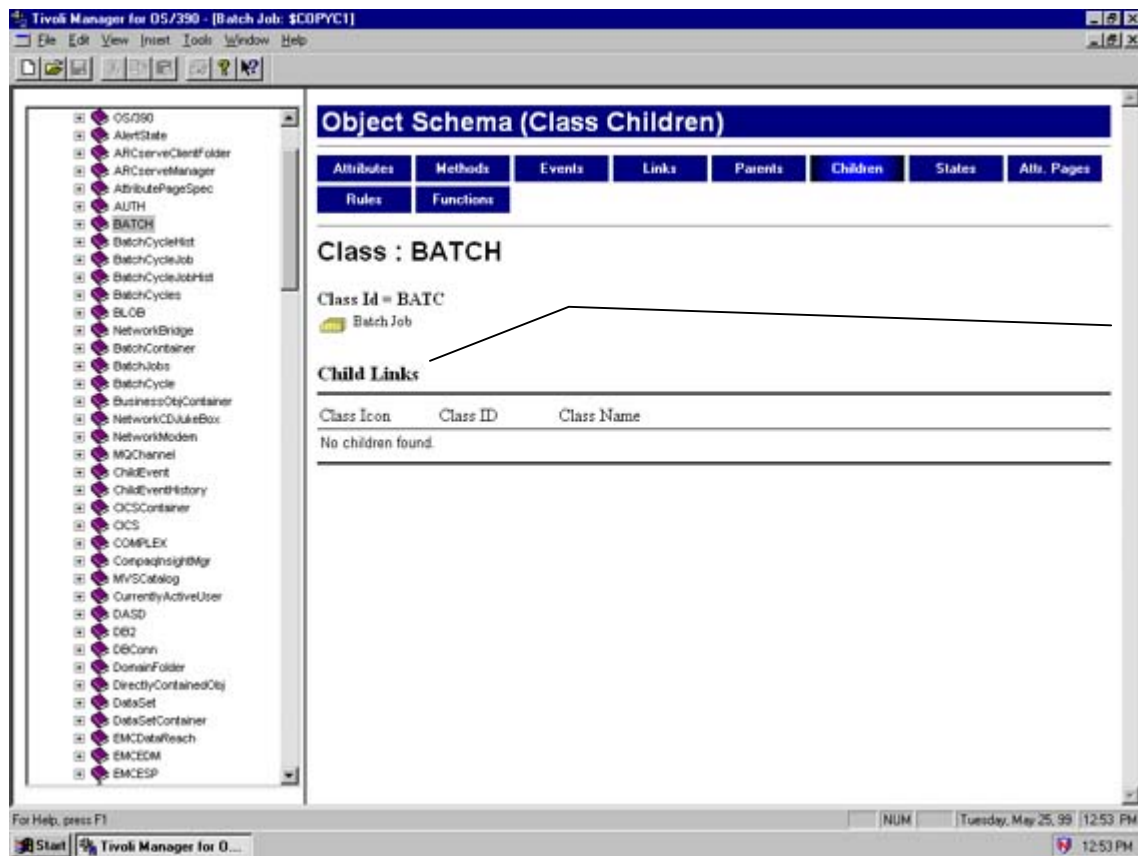 Tivoli Manager for OS/390 - [Batch Job: $COPYC1]
File Edit View Insert Tools Window Help
OS/390
AlertState
ARCserveClientFolder
ARCserveManager
AttributePageSpec
AUTH
BATCH
BatchCycleHist
BatchCycleJob
BatchCycleJobHist
BatchCycles
BLOB
NetworkBridge
BatchContainer
BatchJobs
BatchCycle
BusinessObjContainer
NetworkCDJukeBox
NetworkModem
MQChannel
ChildEvent
ChildEventHistory
CICSContainer
CICS
COMPLEX
CompaqInsightMgr
MVSCatalog
CurrentlyActiveUser
DASD
DB2
DBConn
DomainFolder
DirectlyContainedObj
DataSet
DataSetContainer
EMCDataReach
EMCEDM
EMCESP
Object Schema (Class Children)
Attributes Methods Events Links Parents Children States Attr. Pages
Rules Functions
Class : BATCH
Class Id = BATC
Batch Job
Child Links
Class Icon Class ID Class Name
No children found.
For Help, press F1 NUM Tuesday, May 25, 99 12:53 PM
Start Tivoli Manager for O... 12:53 PM